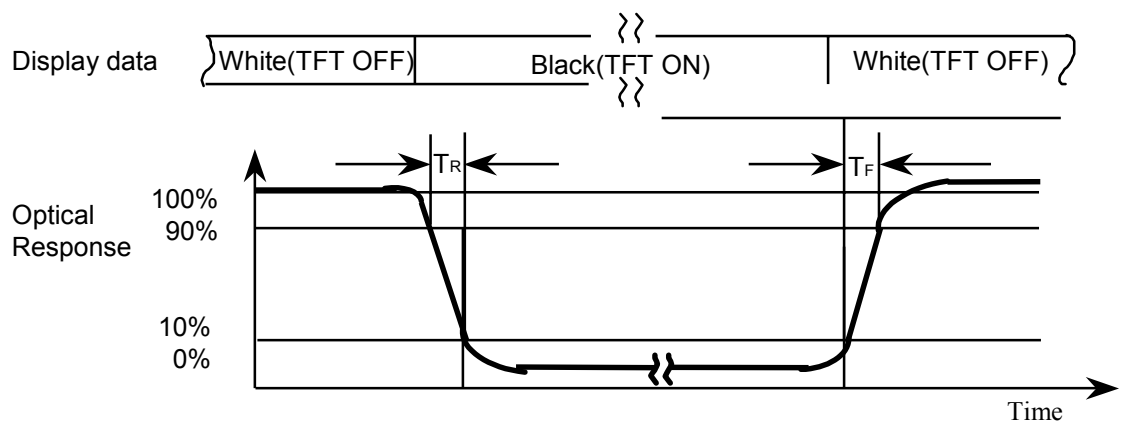 Display data White(TFT OFF) Black(TFT ON) White(TFT OFF)
TR TF
100%
Optical
Response
90%
10%
0%
Time